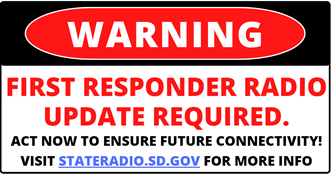 WARNING
FIRST RESPONDER RADIO
UPDATE REQUIRED.
ACT NOW TO ENSURE FUTURE CONNECTIVITY!
VISIT STATERADIO.SD.GOV FOR MORE INFO